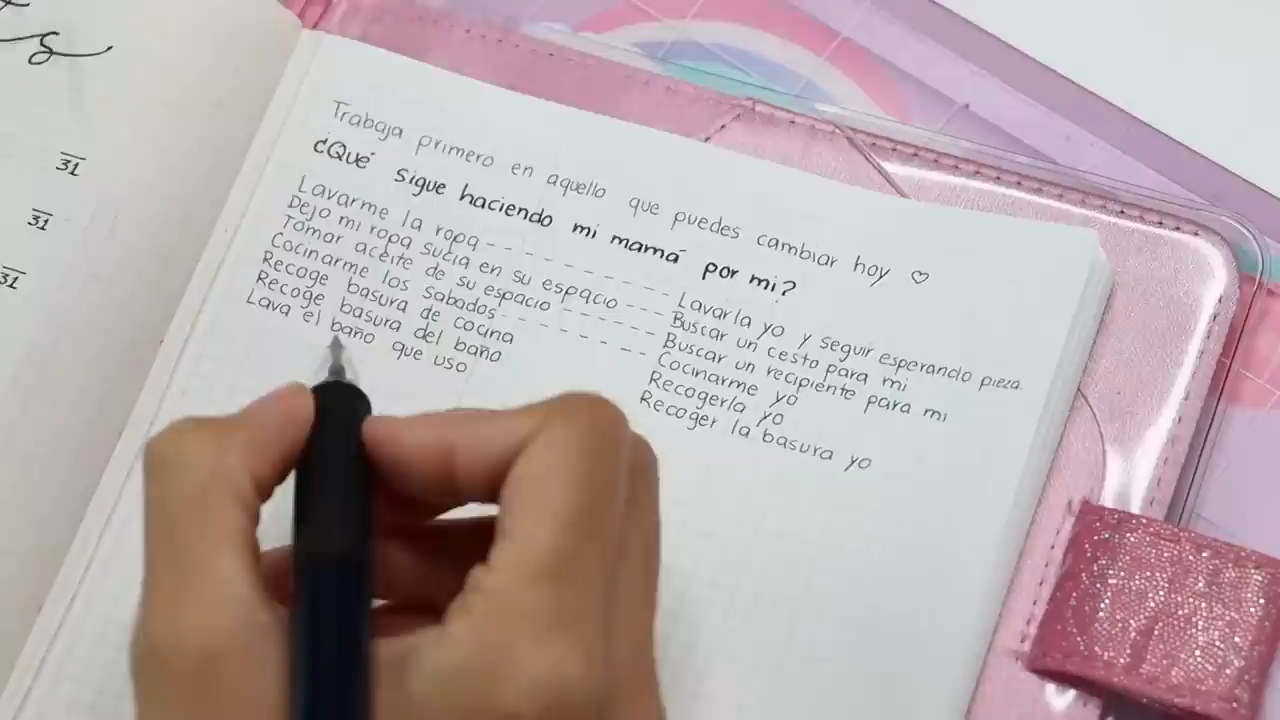 s
31
31
31
Trabaja primero en aquello que puedes cambiar hoy ♡
¿Qué sigue haciendo mi mamá por mi?
Lavarme la ropa - - - - - - - - - - Lavarla yo y seguir esperando pieza.
Dejo mi ropa sucia en su espacio - - - - Buscar un cesto para mi
Tomar aceite de su espacio - - - - - - Buscar un recipiente para mi
Cocinarme los sabados - - - - - - - - Cocinarme yo
Recoge basura de cocina Recogerla yo
Recoge basura del baño Recoger la basura yo
Lava el baño que uso